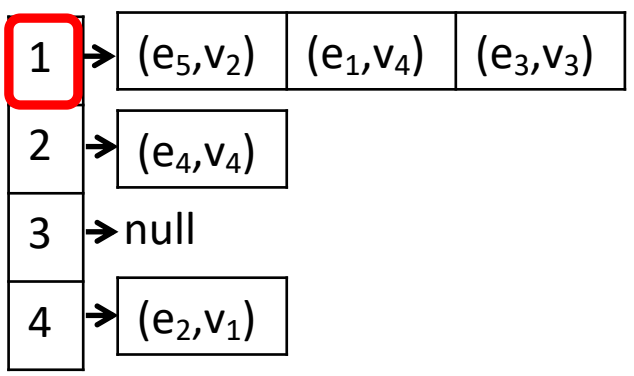 1 (e₅,v₂) (e₁,v₄) (e₃,v₃)
2 (e₄,v₄)
3 null
4 (e₂,v₁)